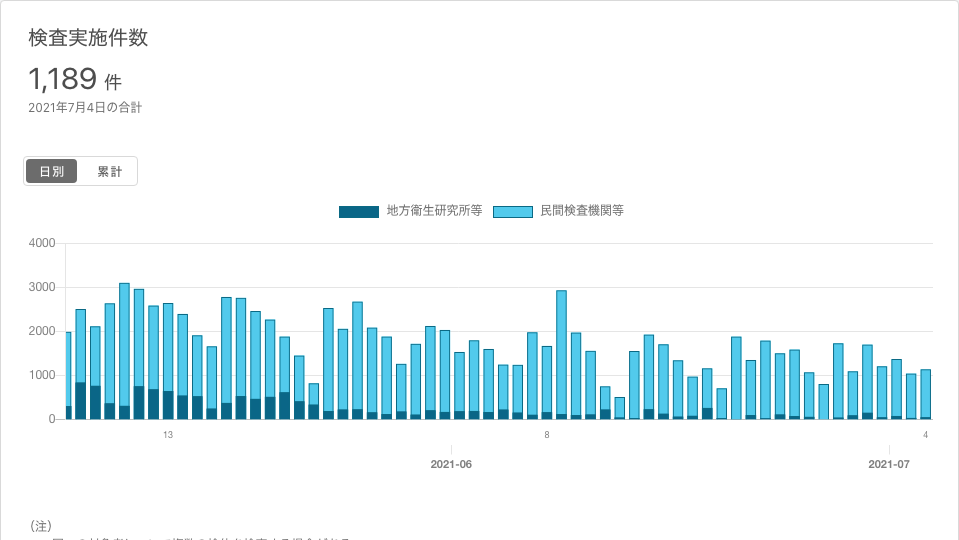 検査実施件数
1,189 件
2021年7月4日の合計
日別 累計
地方衛生研究所等 民間検査機関等
4000
3000
2000
1000
0
13 8 4
2021-06 2021-07
（注）